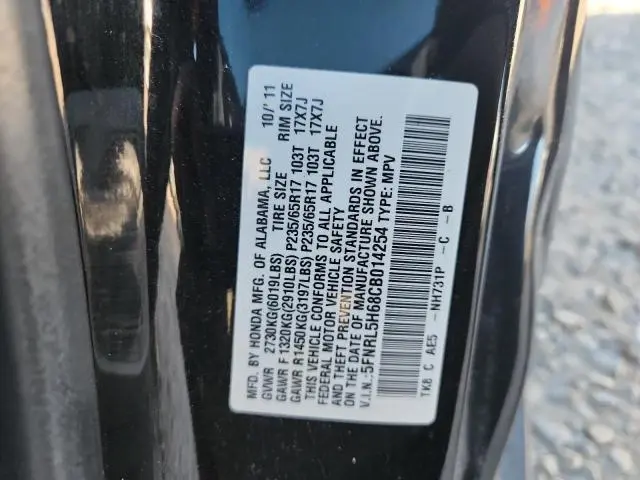 MFD. BY HONDA MFG. OF ALABAMA, LLC 10/'11
GVWR 2730KG(6019LBS) TIRE SIZE RIM SIZE
GAWR F 1320KG(2910LBS) P235/65R17 103T 17X7J
GAWR R1450KG(3197LBS) P235/65R17 103T 17X7J
THIS VEHICLE CONFORMS TO ALL APPLICABLE
FEDERAL MOTOR VEHICLE SAFETY
AND THEFT PREVENTION STANDARDS IN EFFECT
ON THE DATE OF MANUFACTURE SHOWN ABOVE.
V.I.N.: 5FNRL5H68CB014254 TYPE: MPV
TK8 C AE5 -NH731P -C -B